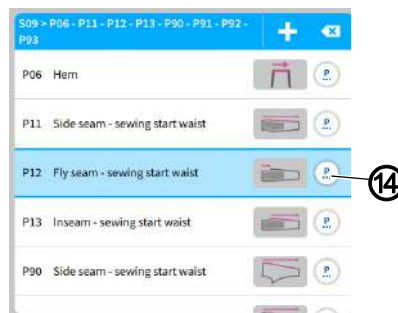 S09 > P06 - P11 - P12 - P13 - P90 - P91 - P92 -
P93
P06 Hem P
P11 Side seam - sewing start waist P
P12 Fly seam - sewing start waist P
14
P13 Inseam - sewing start waist P
P90 Side seam - sewing start waist P